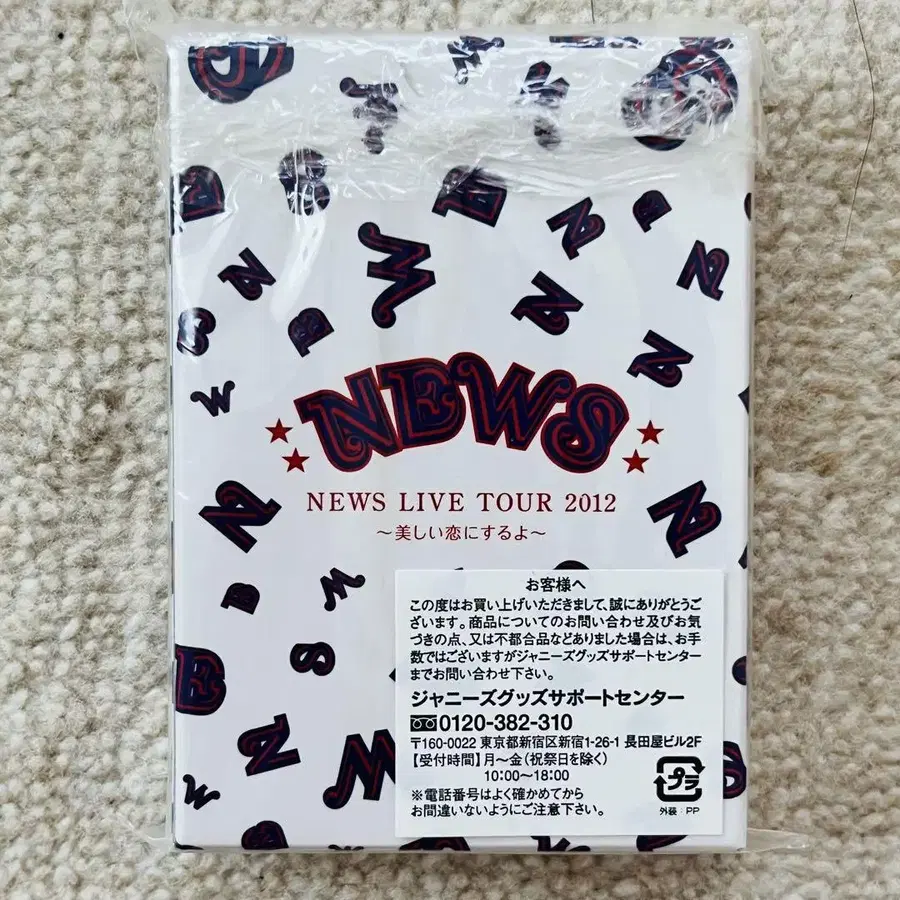 NEWS
NEWS LIVE TOUR 2012
～美しい恋にするよ～
お客様へ
この度はお買い上げいただきまして、誠にありがとうご
ざいます。商品についてのお問い合わせ及びお気
づきの点、又は不都合品などありました場合は、お手
数ではございますがジャニーズグッズサポートセンター
までお問い合わせ下さい。
ジャニーズグッズサポートセンター
0120-382-310
〒160-0022 東京都新宿区新宿1-26-1 長田屋ビル2F
【受付時間】月～金(祝祭日を除く)
10:00～18:00
※電話番号はよく確かめてから
お間違いないようにご注意下さい。
プラ
外装:PP